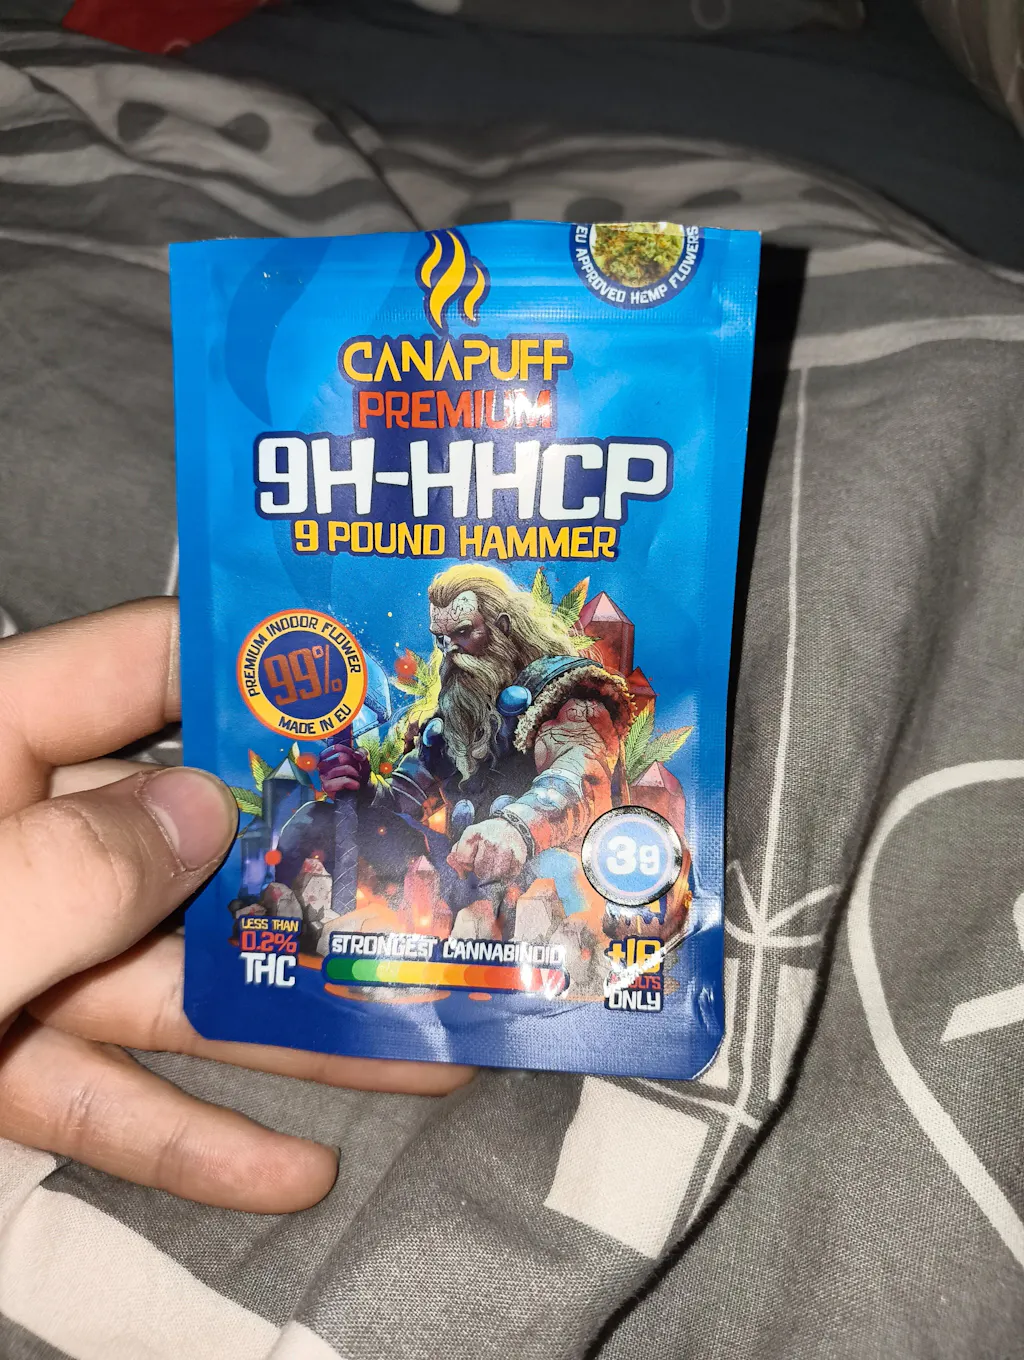 EU APPROVED HEMP FLOWERS
CANAPUFF
PREMIUM
9H-HHCP
9 POUND HAMMER
PREMIUM INDOOR FLOWER
99%
MADE IN EU
3g
LESS THAN
0.2%
THC
STRONGEST CANNABINOID
ONLY